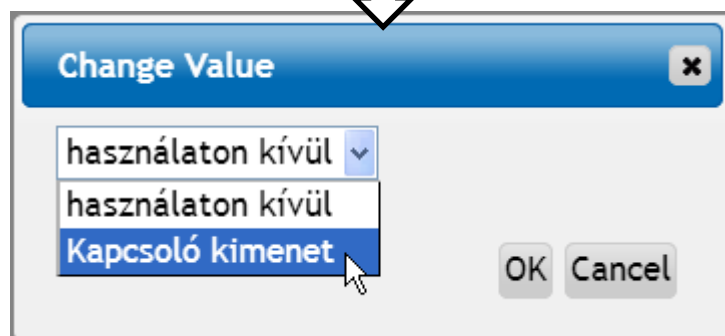 Change Value
használaton kívül
használaton kívül
Kapcsoló kimenet
OK Cancel